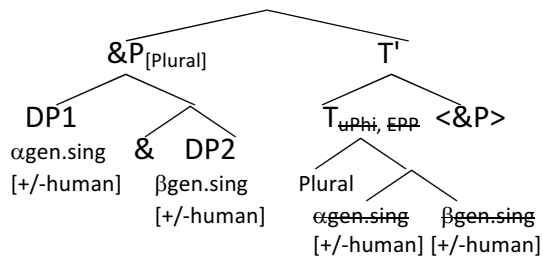 &P[Plural] T'
DP1 & DP2 TuPhi, EPP <&P>
αgen.sing βgen.sing Plural
[+/-human] [+/-human] αgen.sing βgen.sing
[+/-human] [+/-human]